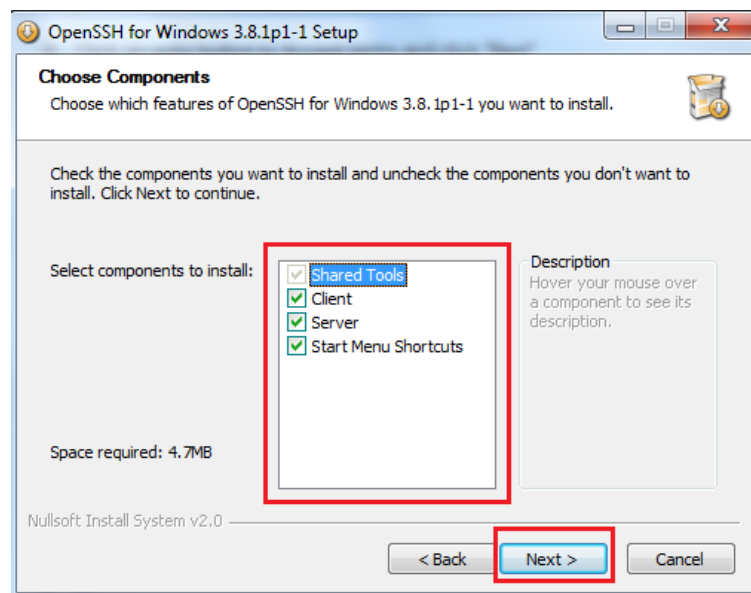 OpenSSH for Windows 3.8.1p1-1 Setup
Choose Components
Choose which features of OpenSSH for Windows 3.8.1p1-1 you want to install.
Check the components you want to install and uncheck the components you don't want to
install. Click Next to continue.
Select components to install:
Shared Tools
Client
Server
Start Menu Shortcuts
Description
Hover your mouse over
a component to see its
description.
Space required: 4.7MB
Nullsoft Install System v2.0
< Back
Next >
Cancel